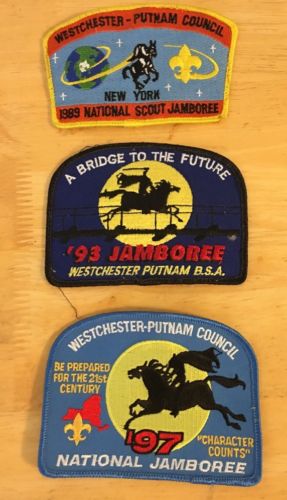 WESTCHESTER - PUTNAM COUNCIL
NEW YORK
1989 NATIONAL SCOUT JAMBOREE
A BRIDGE TO THE FUTURE
'93 JAMBOREE
WESTCHESTER PUTNAM B.S.A.
WESTCHESTER-PUTNAM COUNCIL
BE PREPARED
FOR THE 21st
CENTURY
'97
"CHARACTER
COUNTS"
NATIONAL JAMBOREE